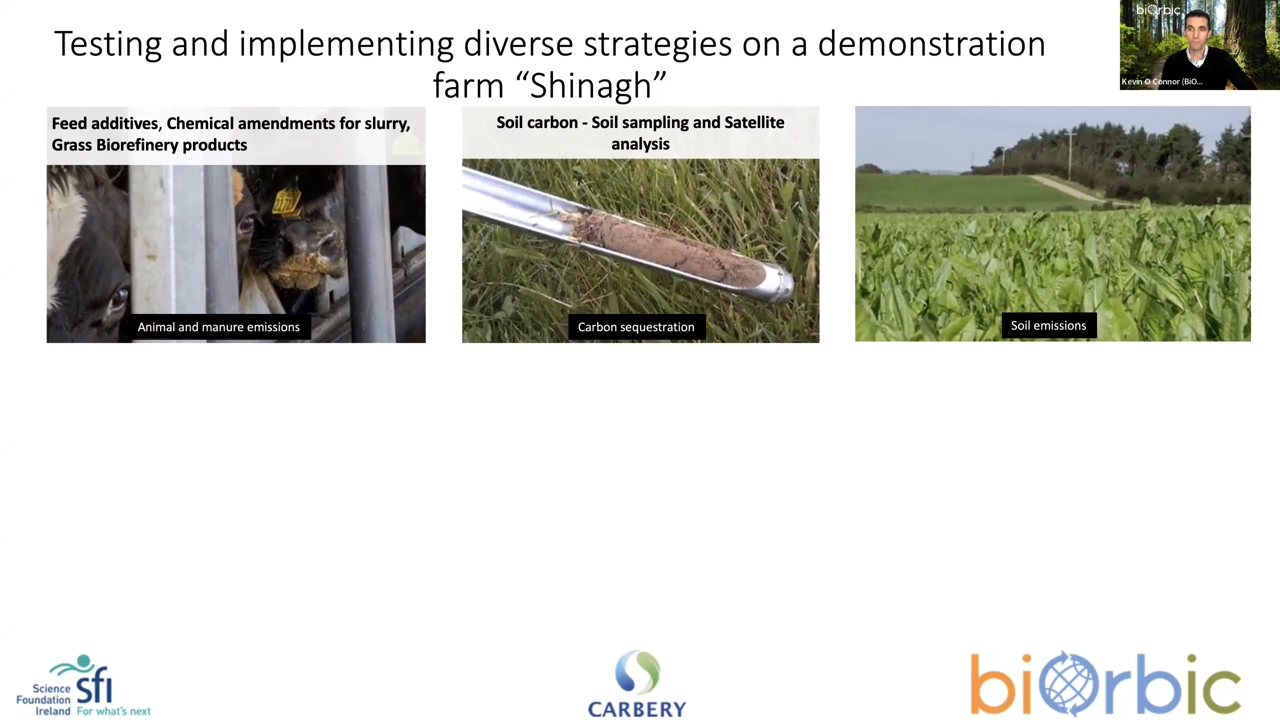 Testing and implementing diverse strategies on a demonstration
farm “Shinagh”
biOrbic
Kevin O Connor (BiO...
Feed additives, Chemical amendments for slurry,
Grass Biorefinery products
Animal and manure emissions
Soil carbon - Soil sampling and Satellite
analysis
Carbon sequestration
Soil emissions
Science
Foundation
Ireland
sfi
For what's next
CARBERY
biOrbic